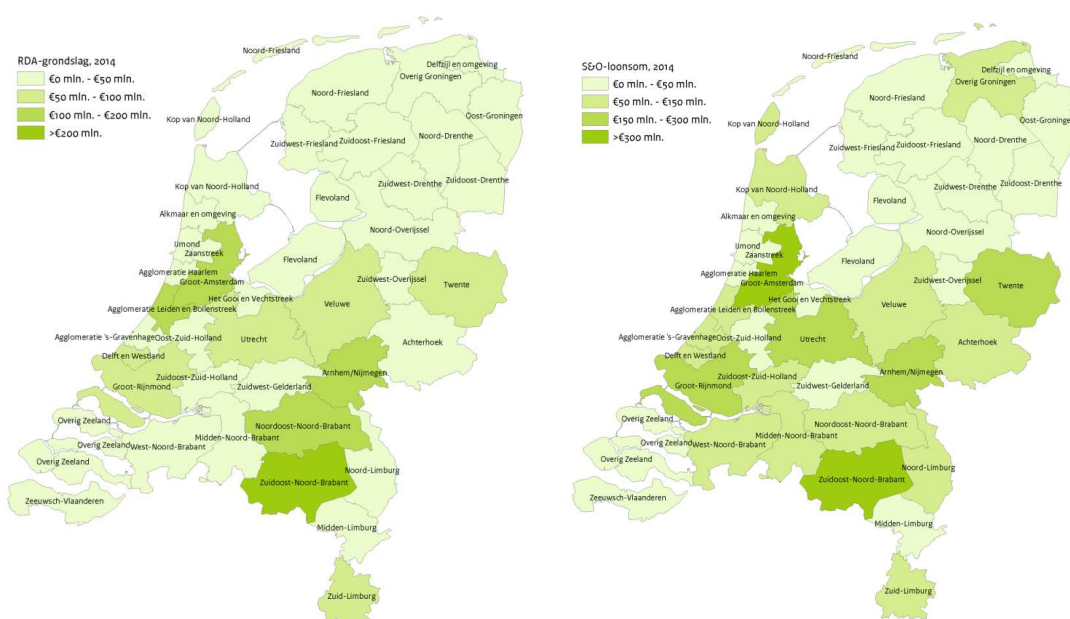 RDA-grondslag, 2014
€0 mln. - €50 mln.
€50 mln. - €100 mln.
€100 mln. - €200 mln.
>€200 mln.
Noord-Friesland
Delfzijl en omgeving
Overig Groningen
Noord-Friesland
Kop van Noord-Holland
Oost-Groningen
Noord-Drenthe
Zuidwest-Friesland
Zuidoost-Friesland
Zuidwest-Drenthe
Zuidoost-Drenthe
Kop van Noord-Holland
Flevoland
Alkmaar en omgeving
Noord-Overijssel
IJmond
Zaanstreek
Flevoland
Agglomeratie Haarlem
Groot-Amsterdam
Zuidwest-Overijssel
Twente
Het Gooi en Vechtstreek
Veluwe
Agglomeratie Leiden en Bollenstreek
Agglomeratie 's-Gravenhage
Oost-Zuid-Holland
Utrecht
Achterhoek
Delft en Westland
Zuidoost-Zuid-Holland
Arnhem/Nijmegen
Groot-Rijnmond
Zuidwest-Gelderland
Overig Zeeland
Noordoost-Noord-Brabant
Midden-Noord-Brabant
Overig Zeeland
West-Noord-Brabant
Overig Zeeland
Noord-Limburg
Zuidoost-Noord-Brabant
Zeeuwsch-Vlaanderen
Midden-Limburg
Zuid-Limburg
S&O-loonsom, 2014
€0 mln. - €50 mln.
€50 mln. - €150 mln.
€150 mln. - €300 mln.
>€300 mln.
Noord-Friesland
Delfzijl en omgeving
Overig Groningen
Noord-Friesland
Oost-Groningen
Kop van Noord-Holland
Noord-Drenthe
Zuidwest-Friesland
Zuidoost-Friesland
Zuidwest-Drenthe
Zuidoost-Drenthe
Kop van Noord-Holland
Flevoland
Alkmaar en omgeving
Noord-Overijssel
IJmond
Zaanstreek
Flevoland
Agglomeratie Haarlem
Groot-Amsterdam
Zuidwest-Overijssel
Twente
Het Gooi en Vechtstreek
Veluwe
Agglomeratie Leiden en Bollenstreek
Agglomeratie 's-Gravenhage
Oost-Zuid-Holland
Utrecht
Achterhoek
Delft en Westland
Zuidoost-Zuid-Holland
Arnhem/Nijmegen
Groot-Rijnmond
Zuidwest-Gelderland
Overig Zeeland
Noordoost-Noord-Brabant
Midden-Noord-Brabant
Overig Zeeland
West-Noord-Brabant
Overig Zeeland
Noord-Limburg
Zuidoost-Noord-Brabant
Zeeuwsch-Vlaanderen
Midden-Limburg
Zuid-Limburg